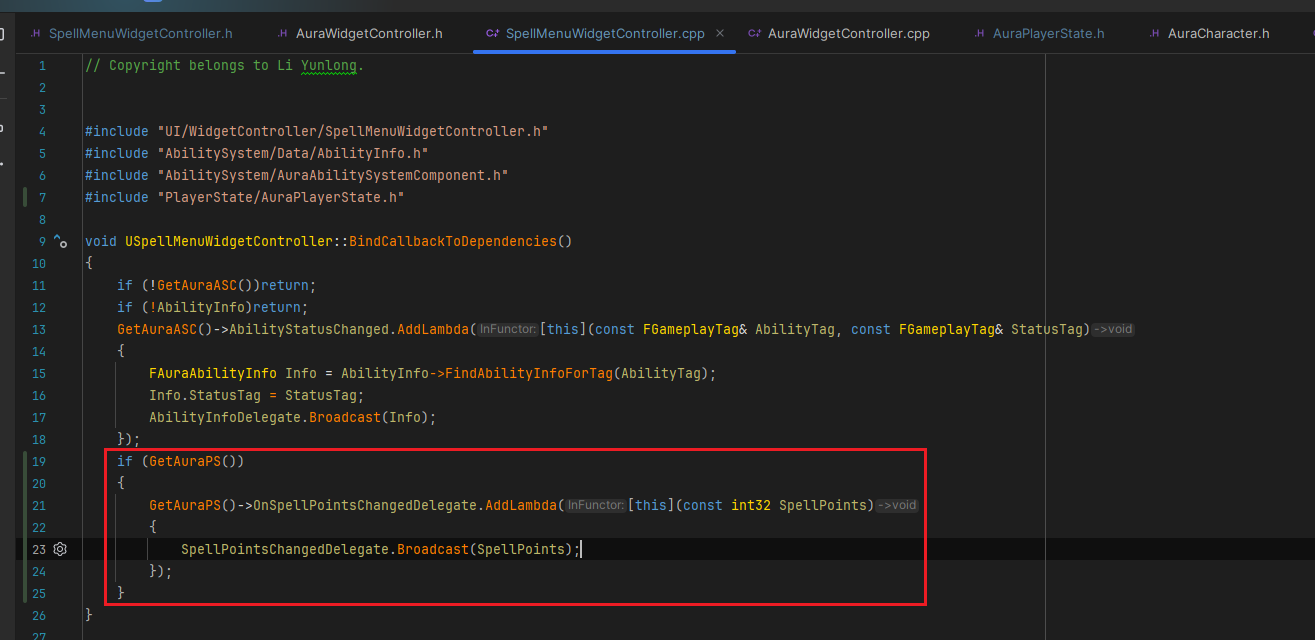 SpellMenuWidgetController.h
AuraWidgetController.h
SpellMenuWidgetController.cpp
AuraWidgetController.cpp
AuraPlayerState.h
AuraCharacter.h
1 // Copyright belongs to Li Yunlong.
2
3
4 #include "UI/WidgetController/SpellMenuWidgetController.h"
5 #include "AbilitySystem/Data/AbilityInfo.h"
6 #include "AbilitySystem/AuraAbilitySystemComponent.h"
7 #include "PlayerState/AuraPlayerState.h"
8
9 void USpellMenuWidgetController::BindCallbackToDependencies()
10 {
11 if (!GetAuraASC())return;
12 if (!AbilityInfo)return;
13 GetAuraASC()->AbilityStatusChanged.AddLambda( InFunctor: [this](const FGameplayTag& AbilityTag, const FGameplayTag& StatusTag) ->void
14 {
15 FAuraAbilityInfo Info = AbilityInfo->FindAbilityInfoForTag(AbilityTag);
16 Info.StatusTag = StatusTag;
17 AbilityInfoDelegate.Broadcast(Info);
18 });
19 if (GetAuraPS())
20 {
21 GetAuraPS()->OnSpellPointsChangedDelegate.AddLambda( InFunctor: [this](const int32 SpellPoints) ->void
22 {
23 SpellPointsChangedDelegate.Broadcast(SpellPoints);
24 });
25 }
26 }
27